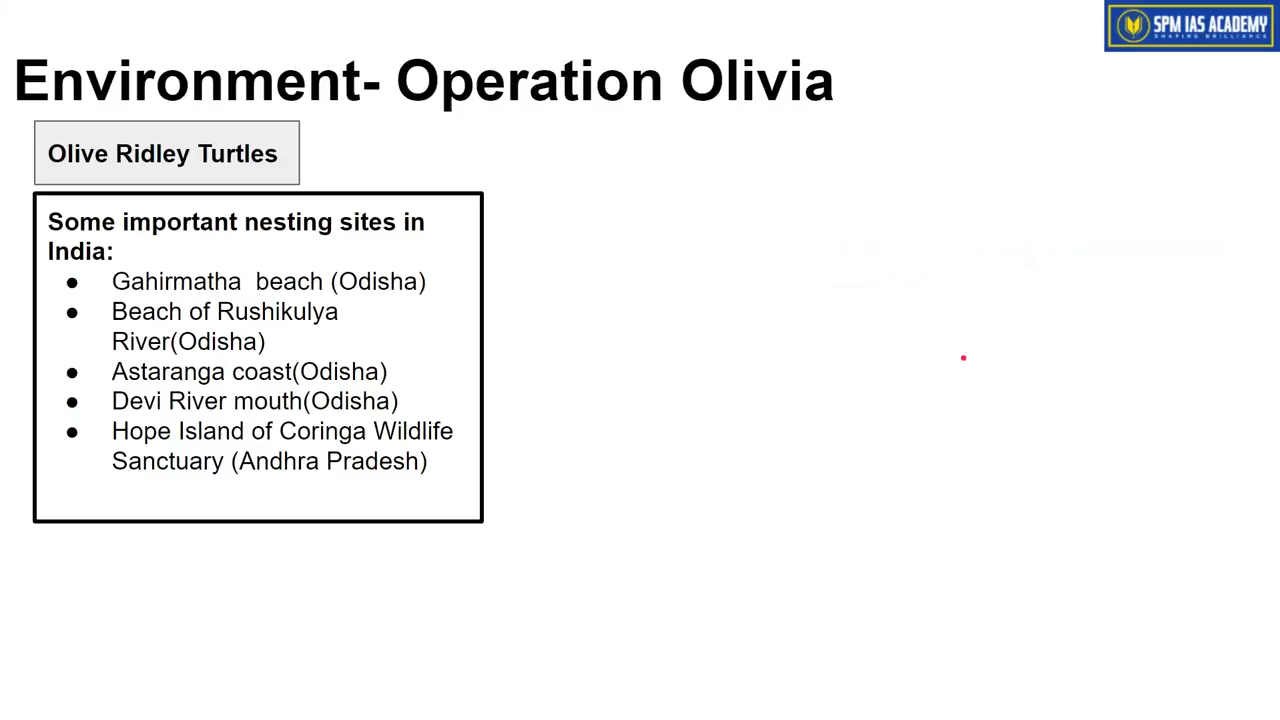 SPM IAS ACADEMY
SHAPING BRILLIANCE
Environment- Operation Olivia
Olive Ridley Turtles
Some important nesting sites in
India:
● Gahirmatha  beach (Odisha)
● Beach of Rushikulya
River(Odisha)
● Astaranga coast(Odisha)
● Devi River mouth(Odisha)
● Hope Island of Coringa Wildlife
Sanctuary (Andhra Pradesh)